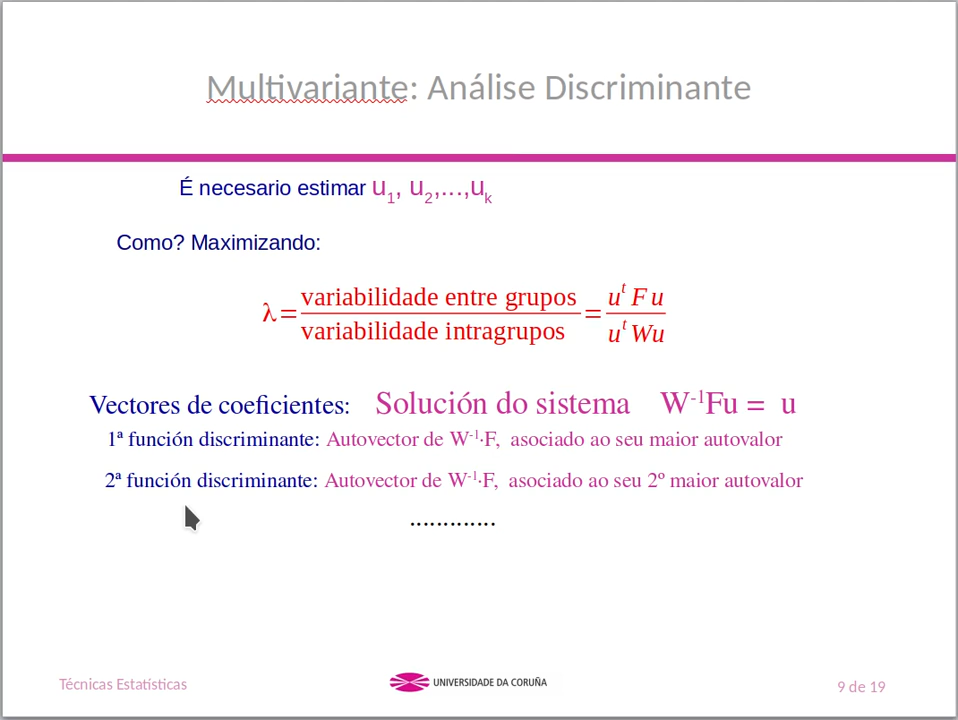 Multivariante: Análise Discriminante
É necesario estimar u1, u2,...,uk
Como? Maximizando:
λ = variabilidade entre grupos / variabilidade intragrupos = u^t F u / u^t Wu
Vectores de coeficientes: Solución do sistema W^-1Fu = u
1ª función discriminante: Autovector de W^-1·F, asociado ao seu maior autovalor
2ª función discriminante: Autovector de W^-1·F, asociado ao seu 2º maior autovalor
.............
Técnicas Estatísticas
UNIVERSIDADE DA CORUÑA
9 de 19